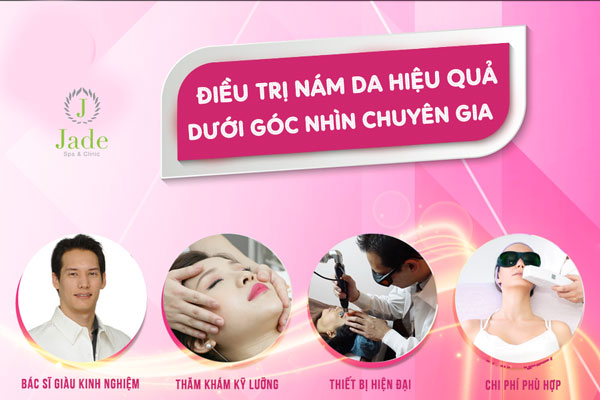 ĐIỀU TRỊ NÁM DA HIỆU QUẢ
DƯỚI GÓC NHÌN CHUYÊN GIA
J
Jade
Spa & Clinic
BÁC SĨ GIÀU KINH NGHIỆM
THĂM KHÁM KỸ LƯỠNG
THIẾT BỊ HIỆN ĐẠI
CHI PHÍ PHÙ HỢP